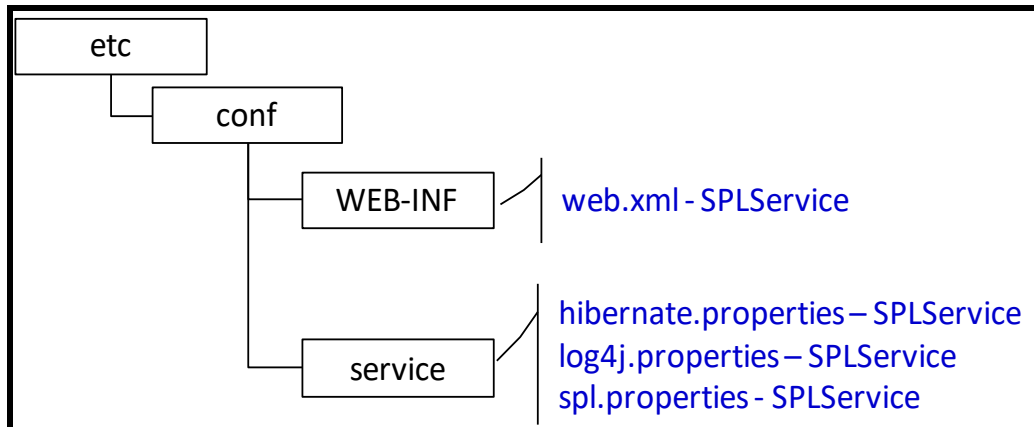 etc
conf
WEB-INF
web.xml - SPLService
hibernate.properties – SPLService
log4j.properties – SPLService
service
spl.properties - SPLService